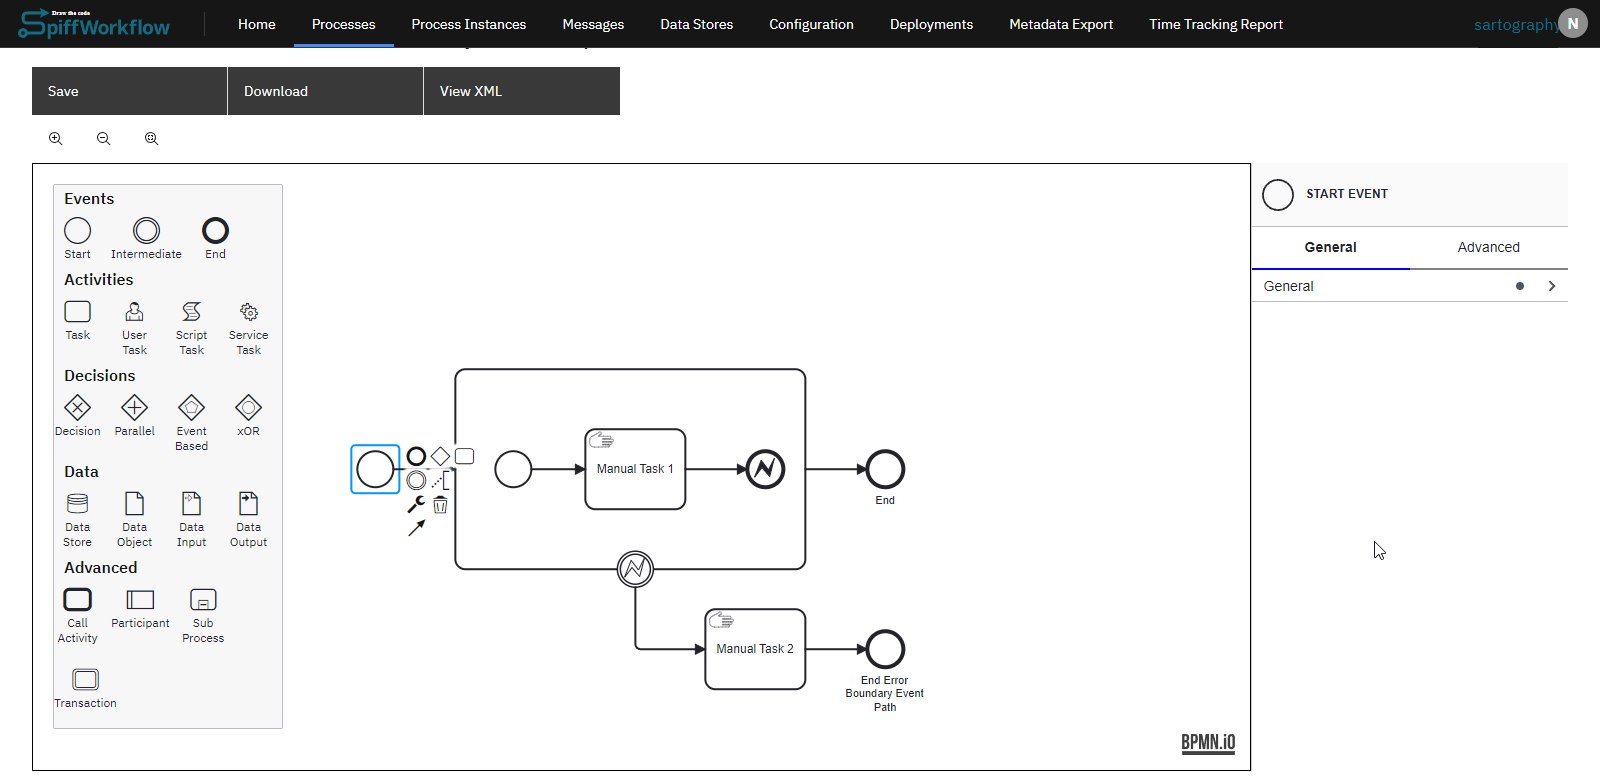 Draw the code
SpiffWorkflow
Home
Processes
Process Instances
Messages
Data Stores
Configuration
Deployments
Metadata Export
Time Tracking Report
sartography
N
Save
Download
View XML
Events
Start
Intermediate
End
Activities
Task
User
Task
Script
Task
Service
Task
Decisions
Decision
Parallel
Event
Based
xOR
Data
Data
Store
Data
Object
Data
Input
Data
Output
Advanced
Call
Activity
Participant
Sub
Process
Transaction
Manual Task 1
End
Manual Task 2
End Error
Boundary Event
Path
BPMN.iO
START EVENT
General
Advanced
General